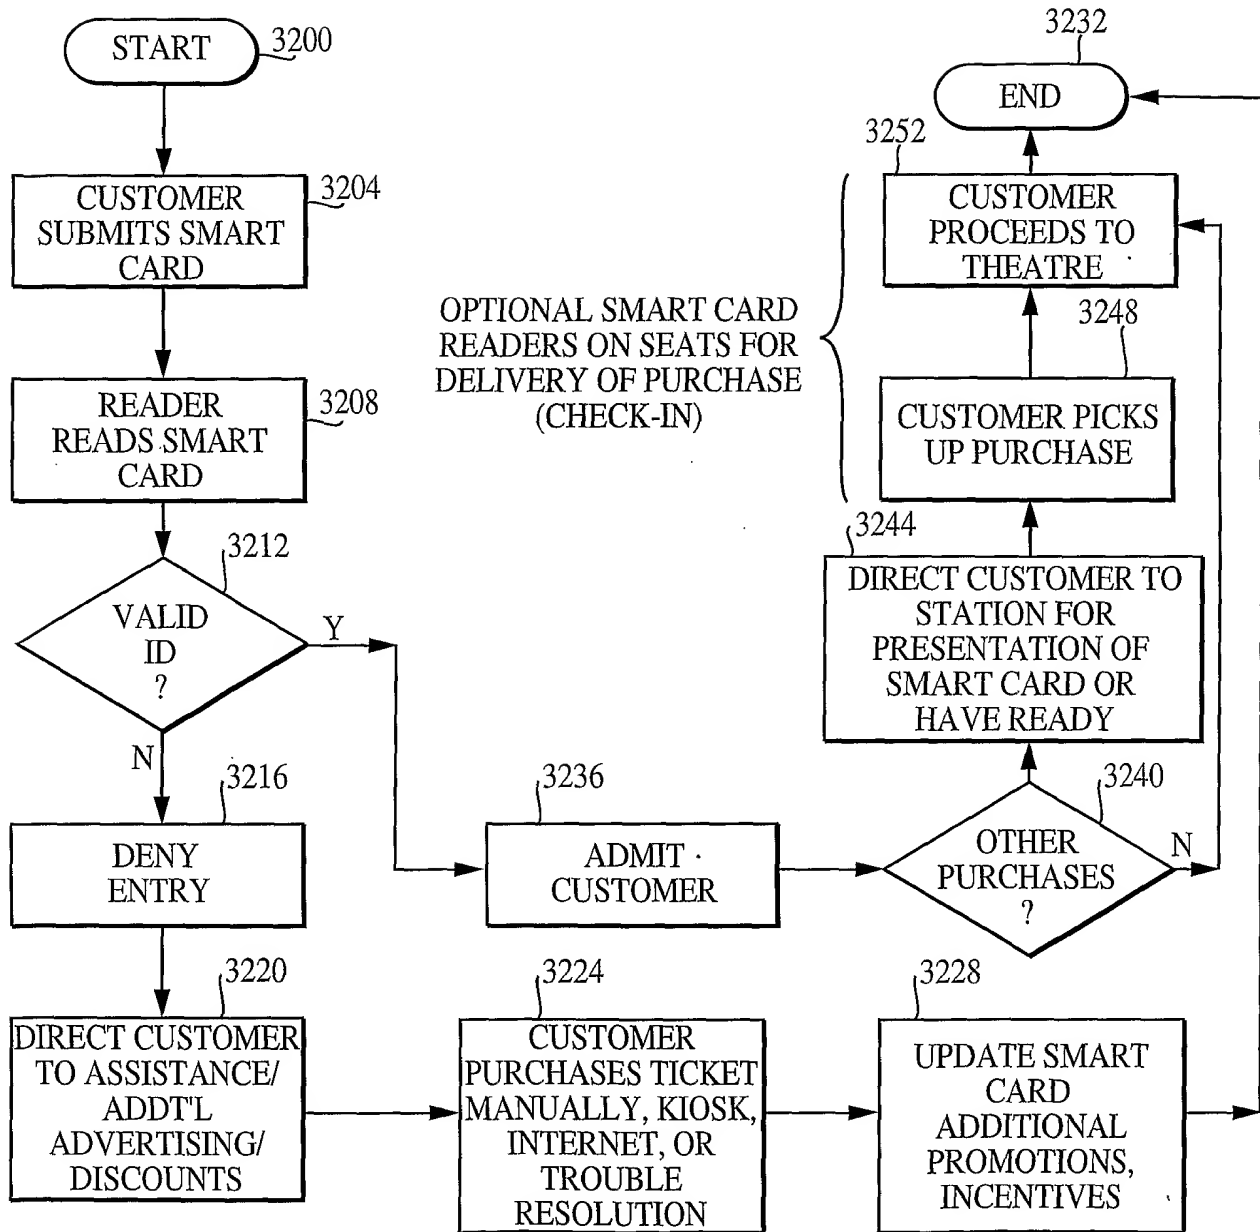 START
3200
CUSTOMER
SUBMITS SMART
CARD
3204
READER
READS SMART
CARD
3208
VALID
ID
?
3212
Y
N
DENY
ENTRY
3216
DIRECT CUSTOMER
TO ASSISTANCE/
ADDT'L
ADVERTISING/
DISCOUNTS
3220
CUSTOMER
PURCHASES TICKET
MANUALLY, KIOSK,
INTERNET, OR
TROUBLE
RESOLUTION
3224
UPDATE SMART
CARD
ADDITIONAL
PROMOTIONS,
INCENTIVES
3228
ADMIT
CUSTOMER
3236
OTHER
PURCHASES
?
3240
N
DIRECT CUSTOMER TO
STATION FOR
PRESENTATION OF
SMART CARD OR
HAVE READY
3244
CUSTOMER PICKS
UP PURCHASE
3248
OPTIONAL SMART CARD
READERS ON SEATS FOR
DELIVERY OF PURCHASE
(CHECK-IN)
CUSTOMER
PROCEEDS TO
THEATRE
3252
END
3232